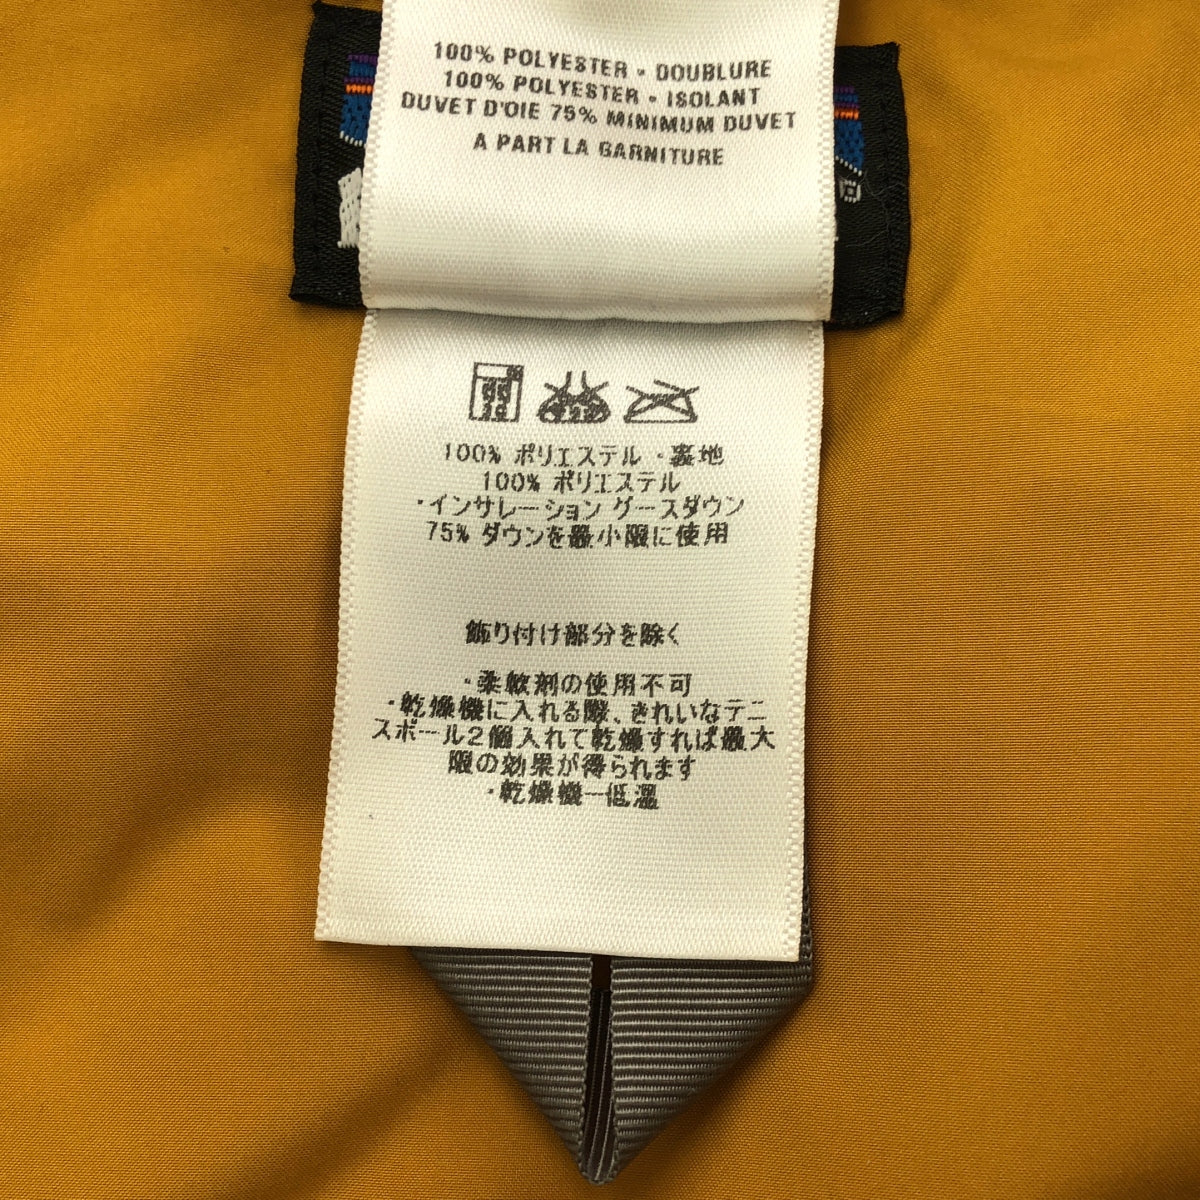 100% POLYESTER • DOUBLURE
100% POLYESTER • ISOLANT
DUVET D'OIE 75% MINIMUM DUVET
A PART LA GARNITURE
100% ポリエステル ・裏地
100% ポリエステル
・インサレーション グースダウン
75% ダウンを最小限に使用
飾り付け部分を除く
・柔軟剤の使用不可
・乾燥機に入れる際、きれいなテニ
スボール2個入れて乾燥すれば最大
限の効果が得られます
・乾燥機ー低温